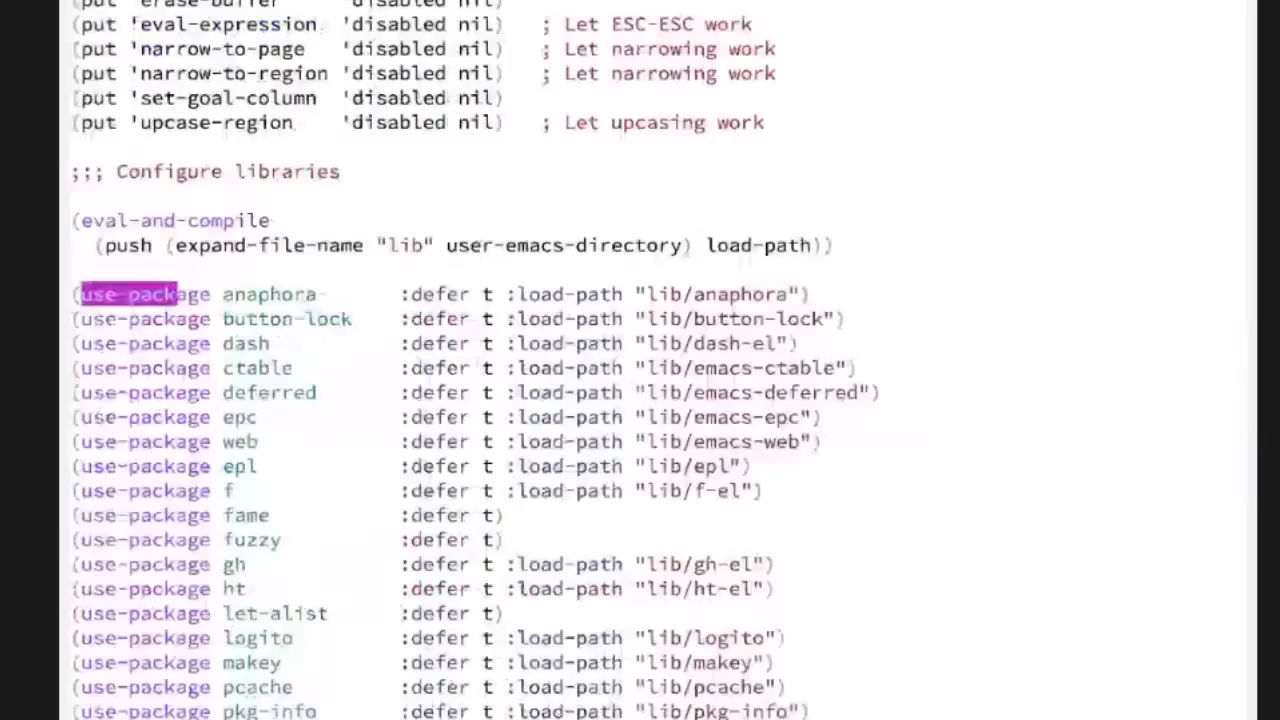 (put 'erase-buffer     'disabled nil)
(put 'eval-expression  'disabled nil)   ; Let ESC-ESC work
(put 'narrow-to-page   'disabled nil)   ; Let narrowing work
(put 'narrow-to-region 'disabled nil)   ; Let narrowing work
(put 'set-goal-column  'disabled nil)
(put 'upcase-region    'disabled nil)   ; Let upcasing work
;;; Configure libraries
(eval-and-compile
  (push (expand-file-name "lib" user-emacs-directory) load-path))
(use-package anaphora       :defer t :load-path "lib/anaphora")
(use-package button-lock    :defer t :load-path "lib/button-lock")
(use-package dash           :defer t :load-path "lib/dash-el")
(use-package ctable         :defer t :load-path "lib/emacs-ctable")
(use-package deferred       :defer t :load-path "lib/emacs-deferred")
(use-package epc            :defer t :load-path "lib/emacs-epc")
(use-package web            :defer t :load-path "lib/emacs-web")
(use-package epl            :defer t :load-path "lib/epl")
(use-package f              :defer t :load-path "lib/f-el")
(use-package fame           :defer t)
(use-package fuzzy          :defer t)
(use-package gh             :defer t :load-path "lib/gh-el")
(use-package ht             :defer t :load-path "lib/ht-el")
(use-package let-alist      :defer t)
(use-package logito         :defer t :load-path "lib/logito")
(use-package makey          :defer t :load-path "lib/makey")
(use-package pcache         :defer t :load-path "lib/pcache")
(use-package pkg-info       :defer t :load-path "lib/pkg-info")